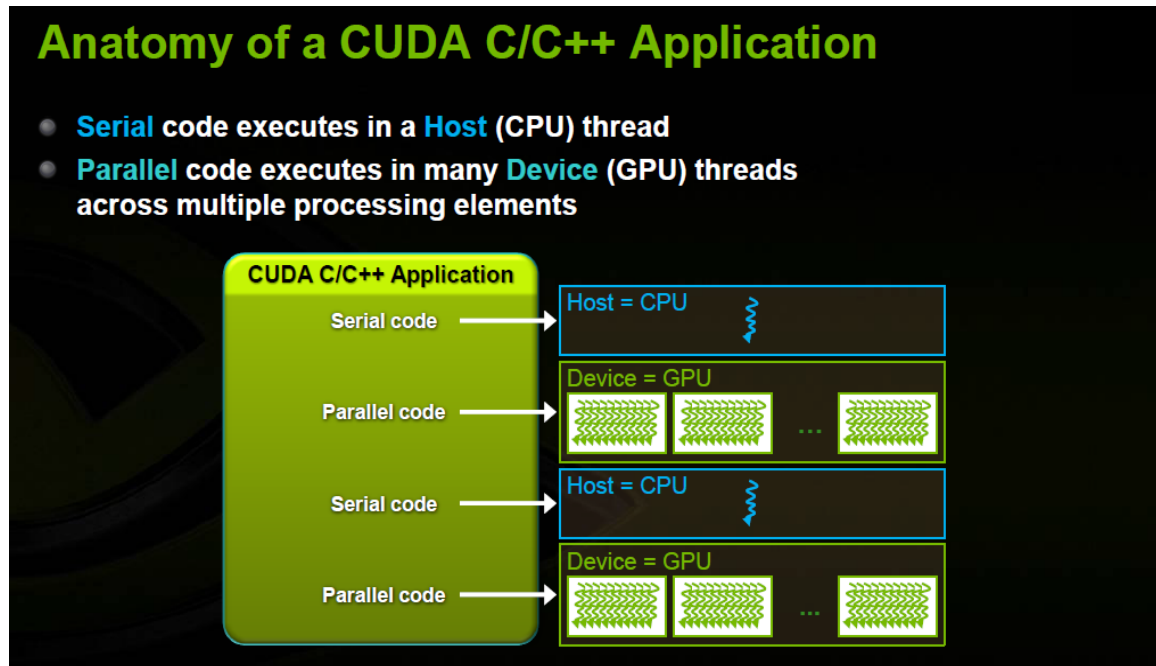 Anatomy of a CUDA C/C++ Application
Serial code executes in a Host (CPU) thread
Parallel code executes in many Device (GPU) threads
across multiple processing elements
CUDA C/C++ Application
Serial code
Host = CPU
Parallel code
Device = GPU
...
Serial code
Host = CPU
Parallel code
Device = GPU
...